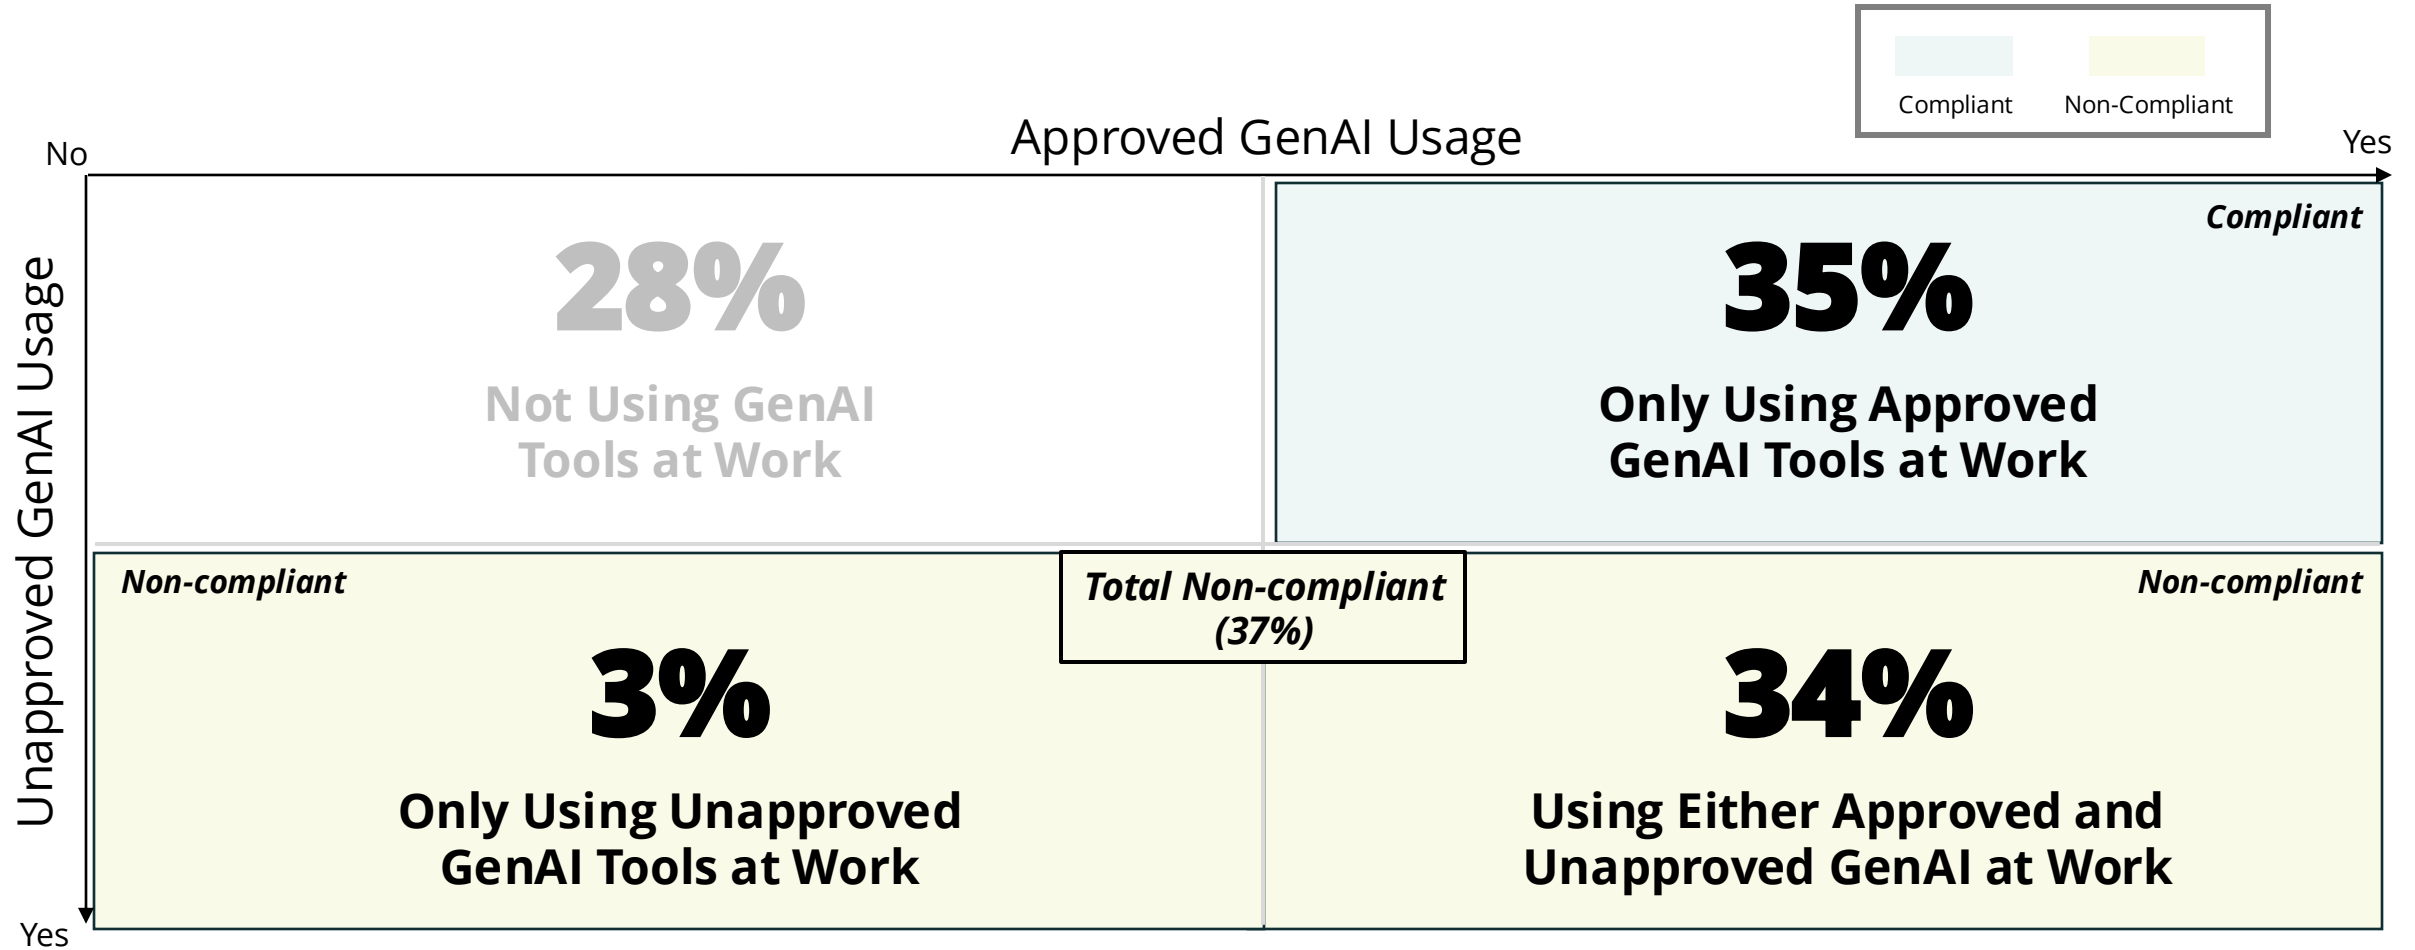 Compliant
Non-Compliant
Approved GenAI Usage
No
Yes
Unapproved GenAI Usage
Yes
28%
Not Using GenAI
Tools at Work
Compliant
35%
Only Using Approved
GenAI Tools at Work
Non-compliant
3%
Only Using Unapproved
GenAI Tools at Work
Total Non-compliant
(37%)
Non-compliant
34%
Using Either Approved and
Unapproved GenAI at Work